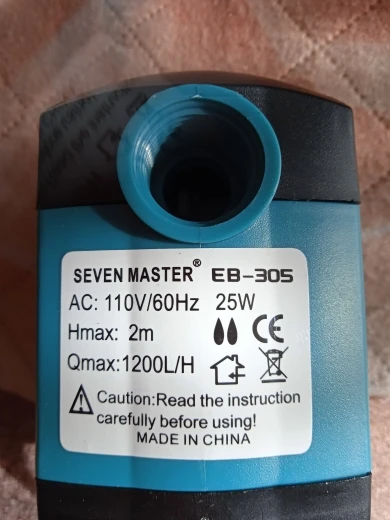 SEVEN MASTER® EB-305
AC: 110V/60Hz 25W
Hmax: 2m
CE
Qmax:1200L/H
Caution:Read the instruction
carefully before using!
MADE IN CHINA